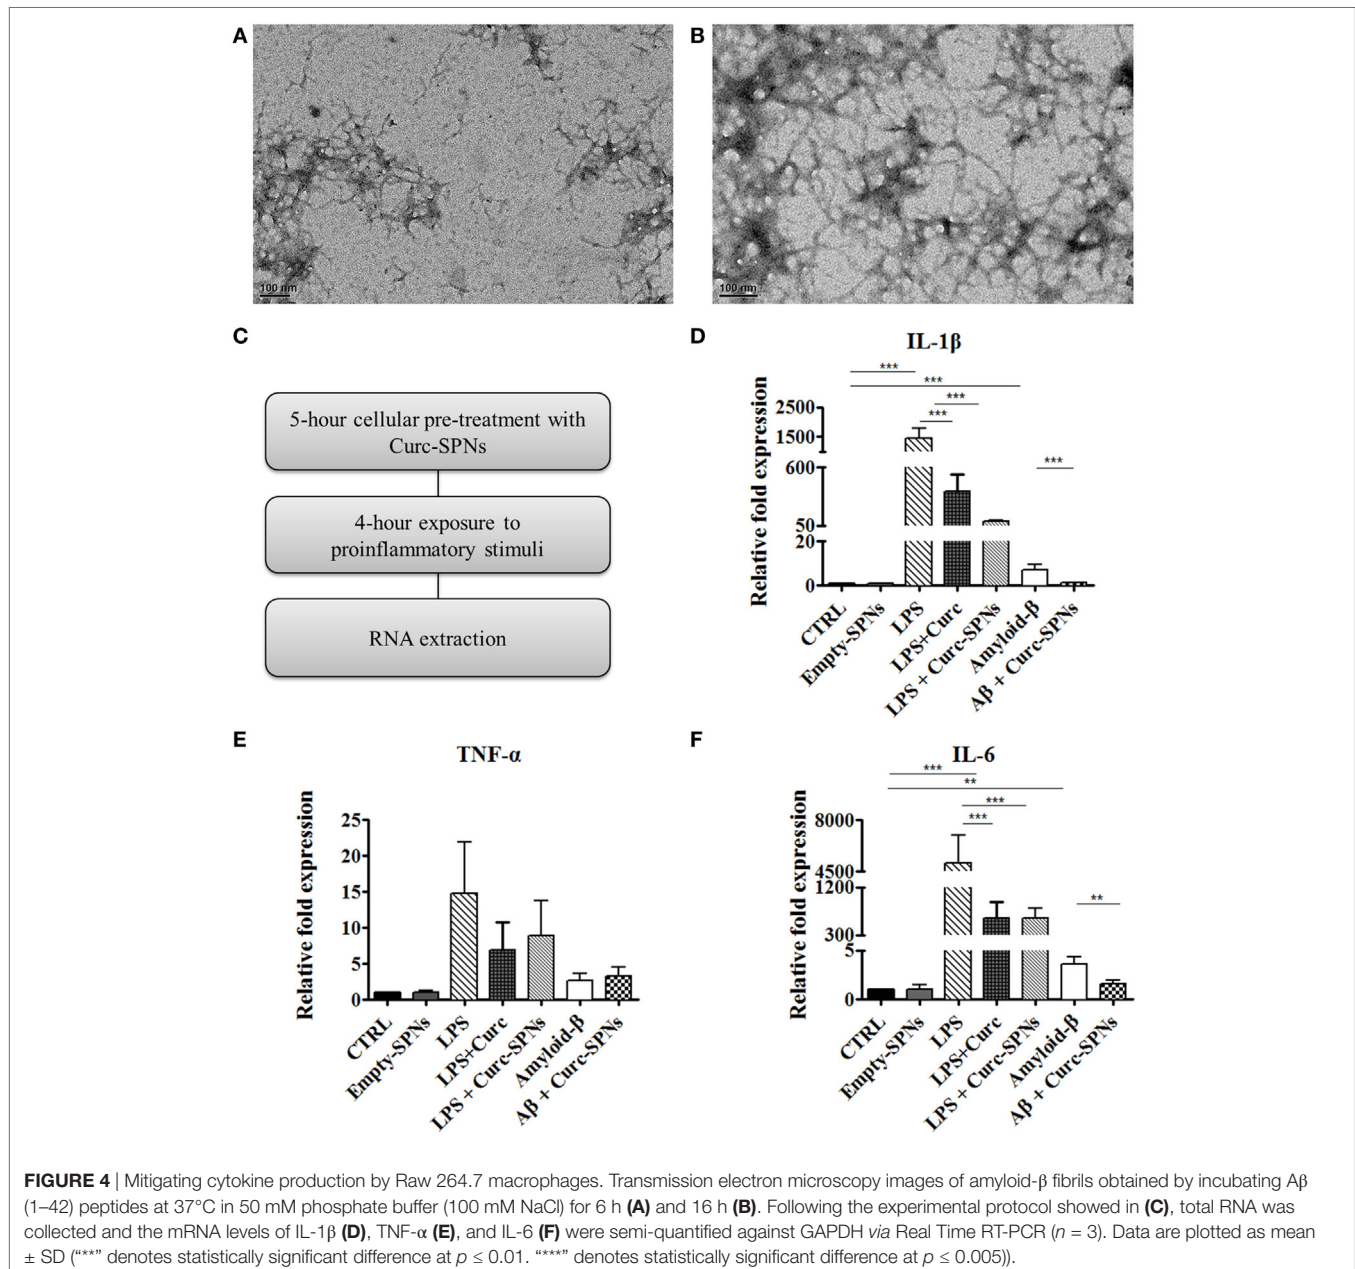 A
B
100 nm
100 nm
C
5-hour cellular pre-treatment with
Curc-SPNs
4-hour exposure to
proinflammatory stimuli
RNA extraction
D
IL-1β
***
***
***
***
***
Relative fold expression
2500
1500
600
50
20
0
CTRL
Empty-SPNs
LPS
LPS+Curc
LPS + Curc-SPNs
Amyloid-β
Aβ + Curc-SPNs
E
TNF-α
Relative fold expression
25
20
15
10
5
0
CTRL
Empty-SPNs
LPS
LPS+Curc
LPS + Curc-SPNs
Amyloid-β
Aβ + Curc-SPNs
F
IL-6
***
**
***
***
**
Relative fold expression
8000
4500
1200
300
5
0
CTRL
Empty-SPNs
LPS
LPS+Curc
LPS + Curc-SPNs
Amyloid-β
Aβ + Curc-SPNs
FIGURE 4 | Mitigating cytokine production by Raw 264.7 macrophages. Transmission electron microscopy images of amyloid-β fibrils obtained by incubating Aβ
(1–42) peptides at 37°C in 50 mM phosphate buffer (100 mM NaCl) for 6 h (A) and 16 h (B). Following the experimental protocol showed in (C), total RNA was
collected and the mRNA levels of IL-1β (D), TNF-α (E), and IL-6 (F) were semi-quantified against GAPDH via Real Time RT-PCR (n = 3). Data are plotted as mean
± SD (“**” denotes statistically significant difference at p ≤ 0.01. “***” denotes statistically significant difference at p ≤ 0.005)).